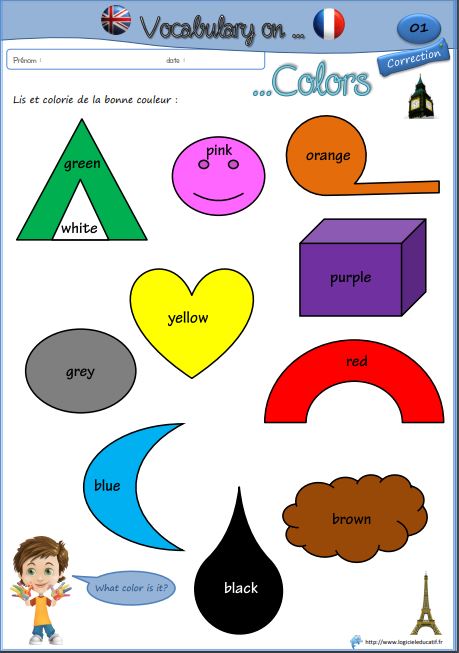 Vocabulary on ...
01
Prénom : date :
Correction
...Colors
Lis et colorie de la bonne couleur :
green
pink
orange
white
purple
yellow
red
grey
blue
brown
black
What color is it?
http://www.logicieleducatif.fr